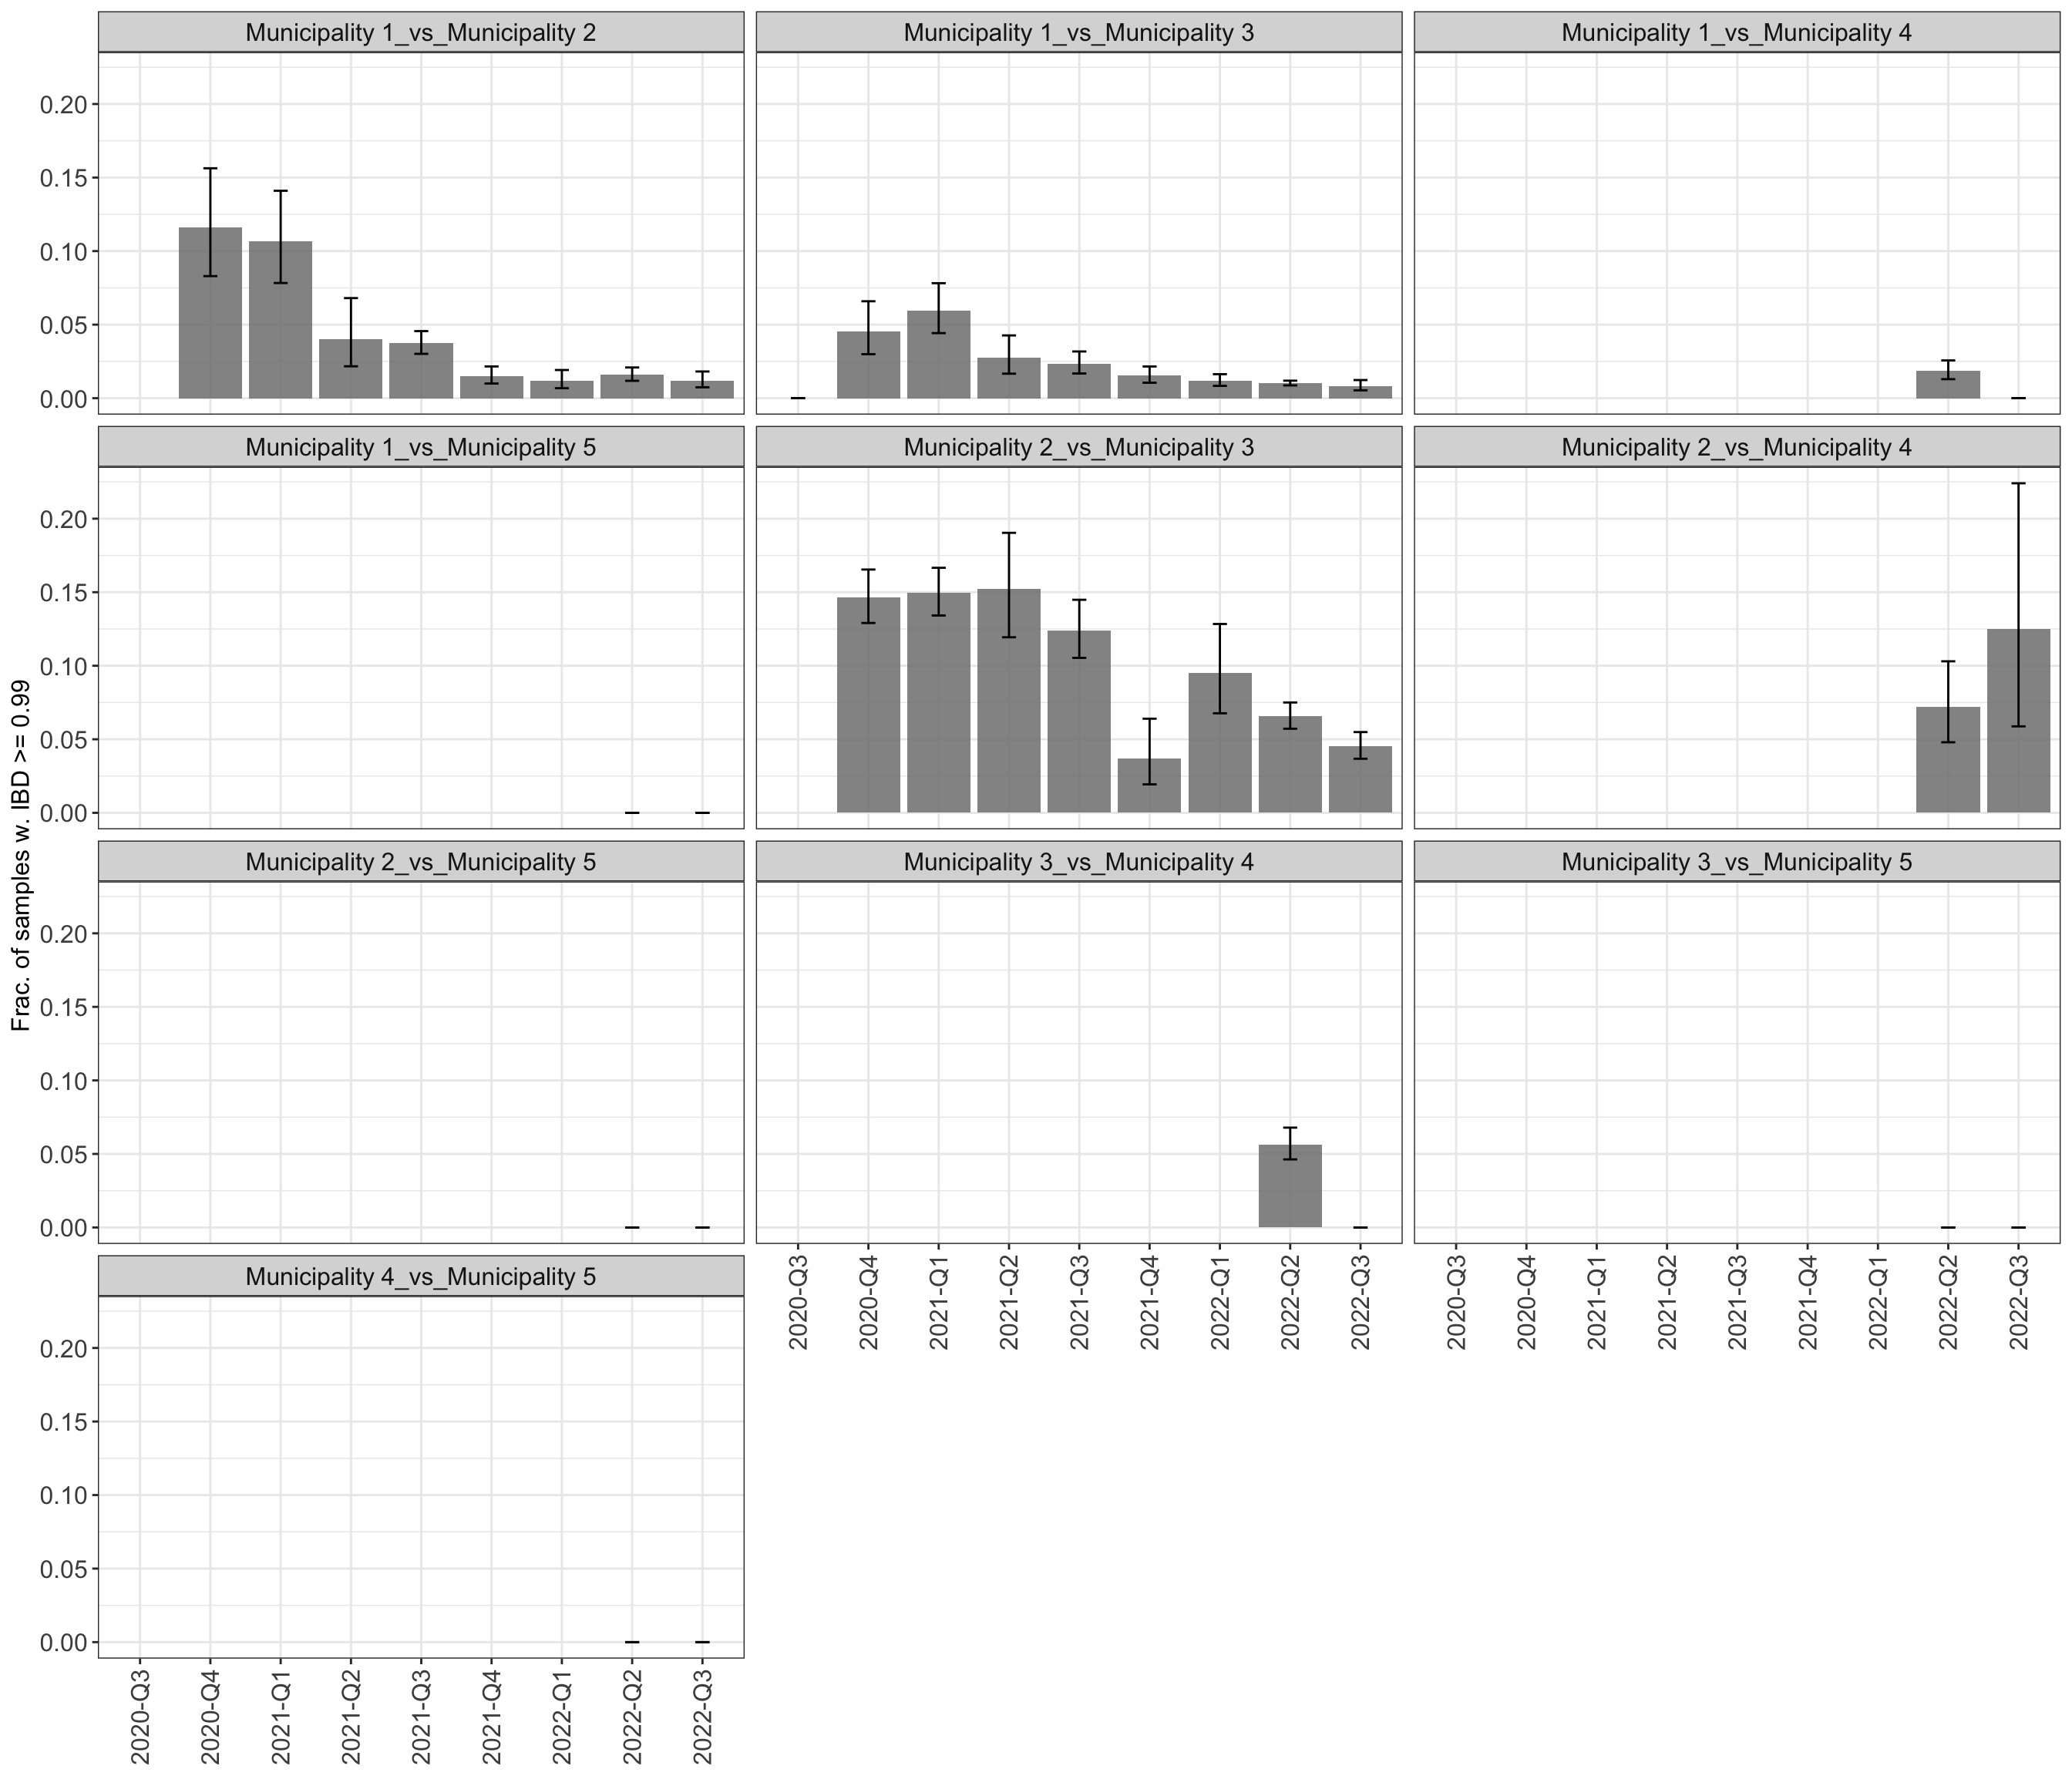 Municipality 1_vs_Municipality 2
Municipality 1_vs_Municipality 3
Municipality 1_vs_Municipality 4
0.20
0.15
0.10
0.05
0.00
Municipality 1_vs_Municipality 5
Municipality 2_vs_Municipality 3
Municipality 2_vs_Municipality 4
0.20
0.15
0.10
0.05
0.00
Frac. of samples w. IBD >= 0.99
Municipality 2_vs_Municipality 5
Municipality 3_vs_Municipality 4
Municipality 3_vs_Municipality 5
0.20
0.15
0.10
0.05
0.00
2020-Q3
2020-Q4
2021-Q1
2021-Q2
2021-Q3
2021-Q4
2022-Q1
2022-Q2
2022-Q3
2020-Q3
2020-Q4
2021-Q1
2021-Q2
2021-Q3
2021-Q4
2022-Q1
2022-Q2
2022-Q3
Municipality 4_vs_Municipality 5
0.20
0.15
0.10
0.05
0.00
2020-Q3
2020-Q4
2021-Q1
2021-Q2
2021-Q3
2021-Q4
2022-Q1
2022-Q2
2022-Q3